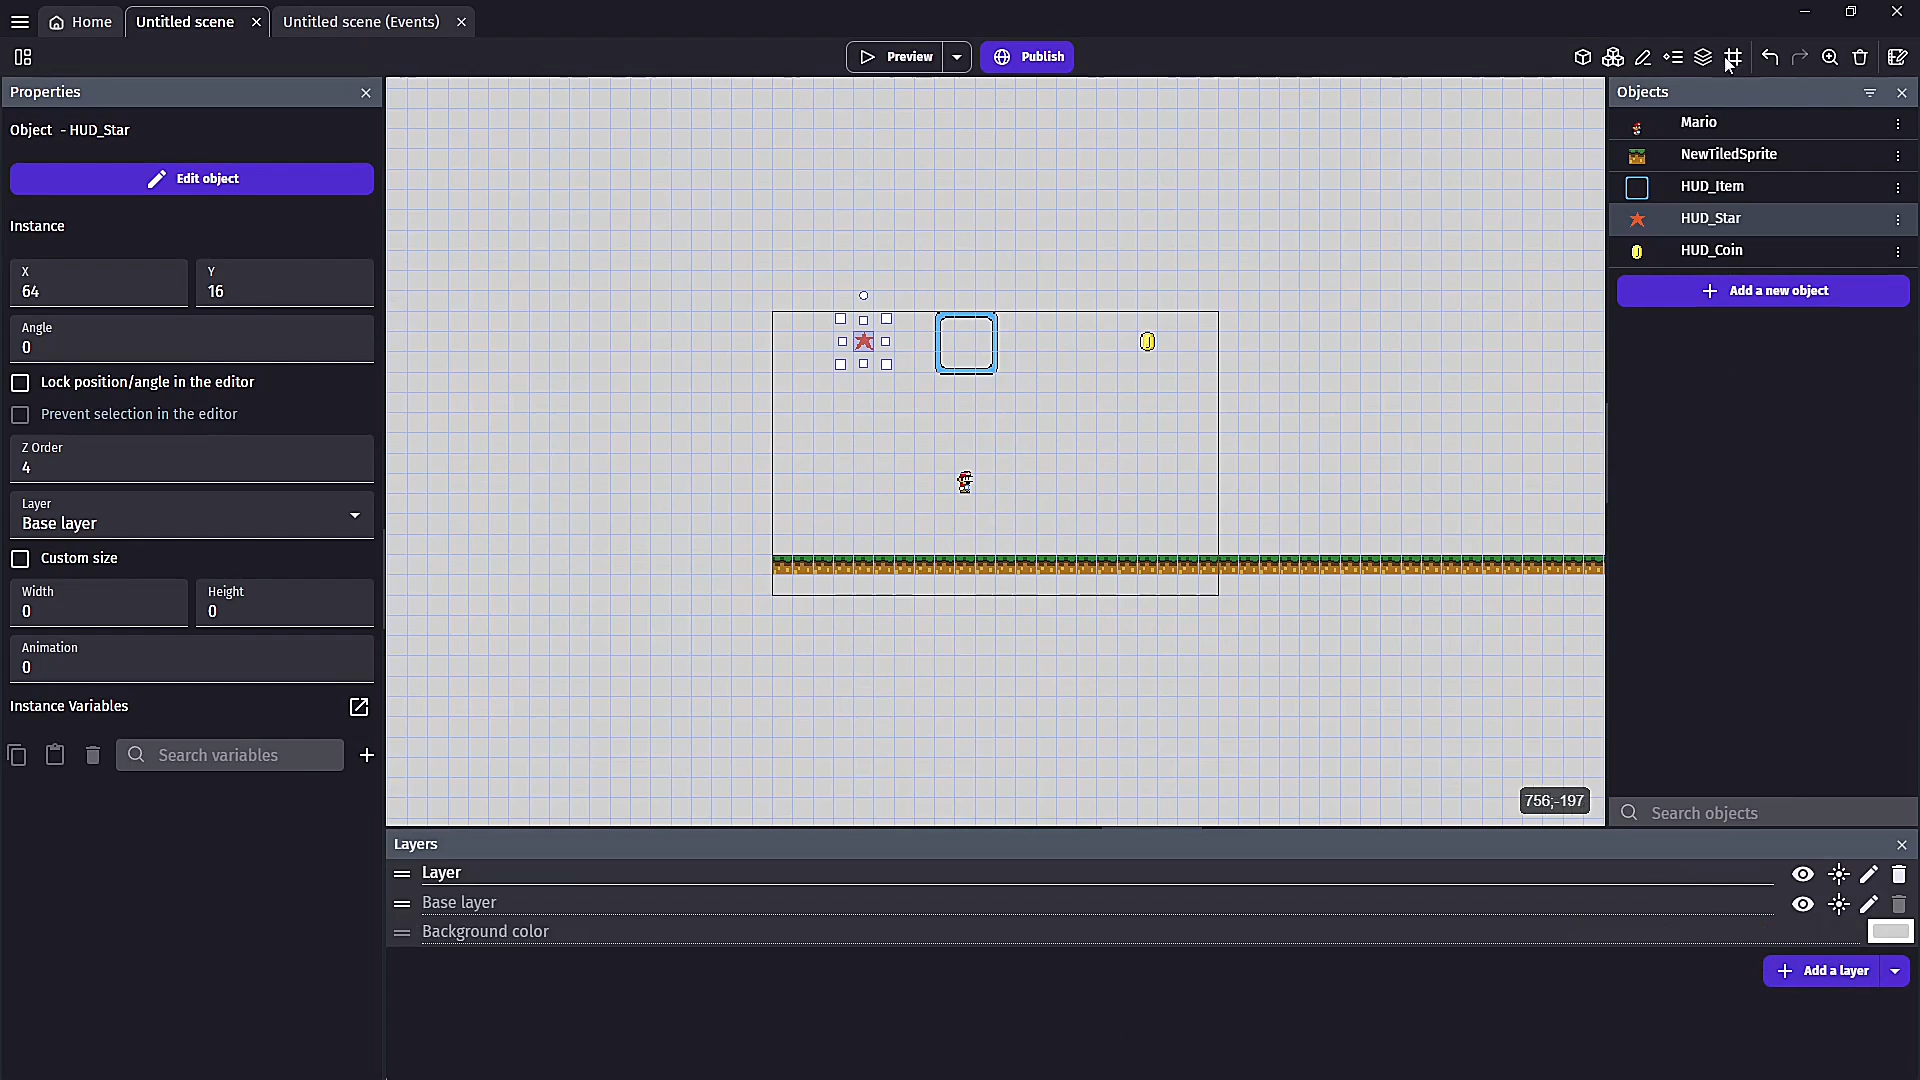 Home
Untitled scene
Untitled scene (Events)
Preview
Publish
Properties
Object - HUD_Star
Edit object
Instance
X
64
Y
16
Angle
0
Lock position/angle in the editor
Prevent selection in the editor
Z Order
4
Layer
Base layer
Custom size
Width
0
Height
0
Animation
0
Instance Variables
Search variables
756;-197
Objects
Mario
NewTiledSprite
HUD_Item
HUD_Star
HUD_Coin
Add a new object
Search objects
Layers
Layer
Base layer
Background color
Add a layer